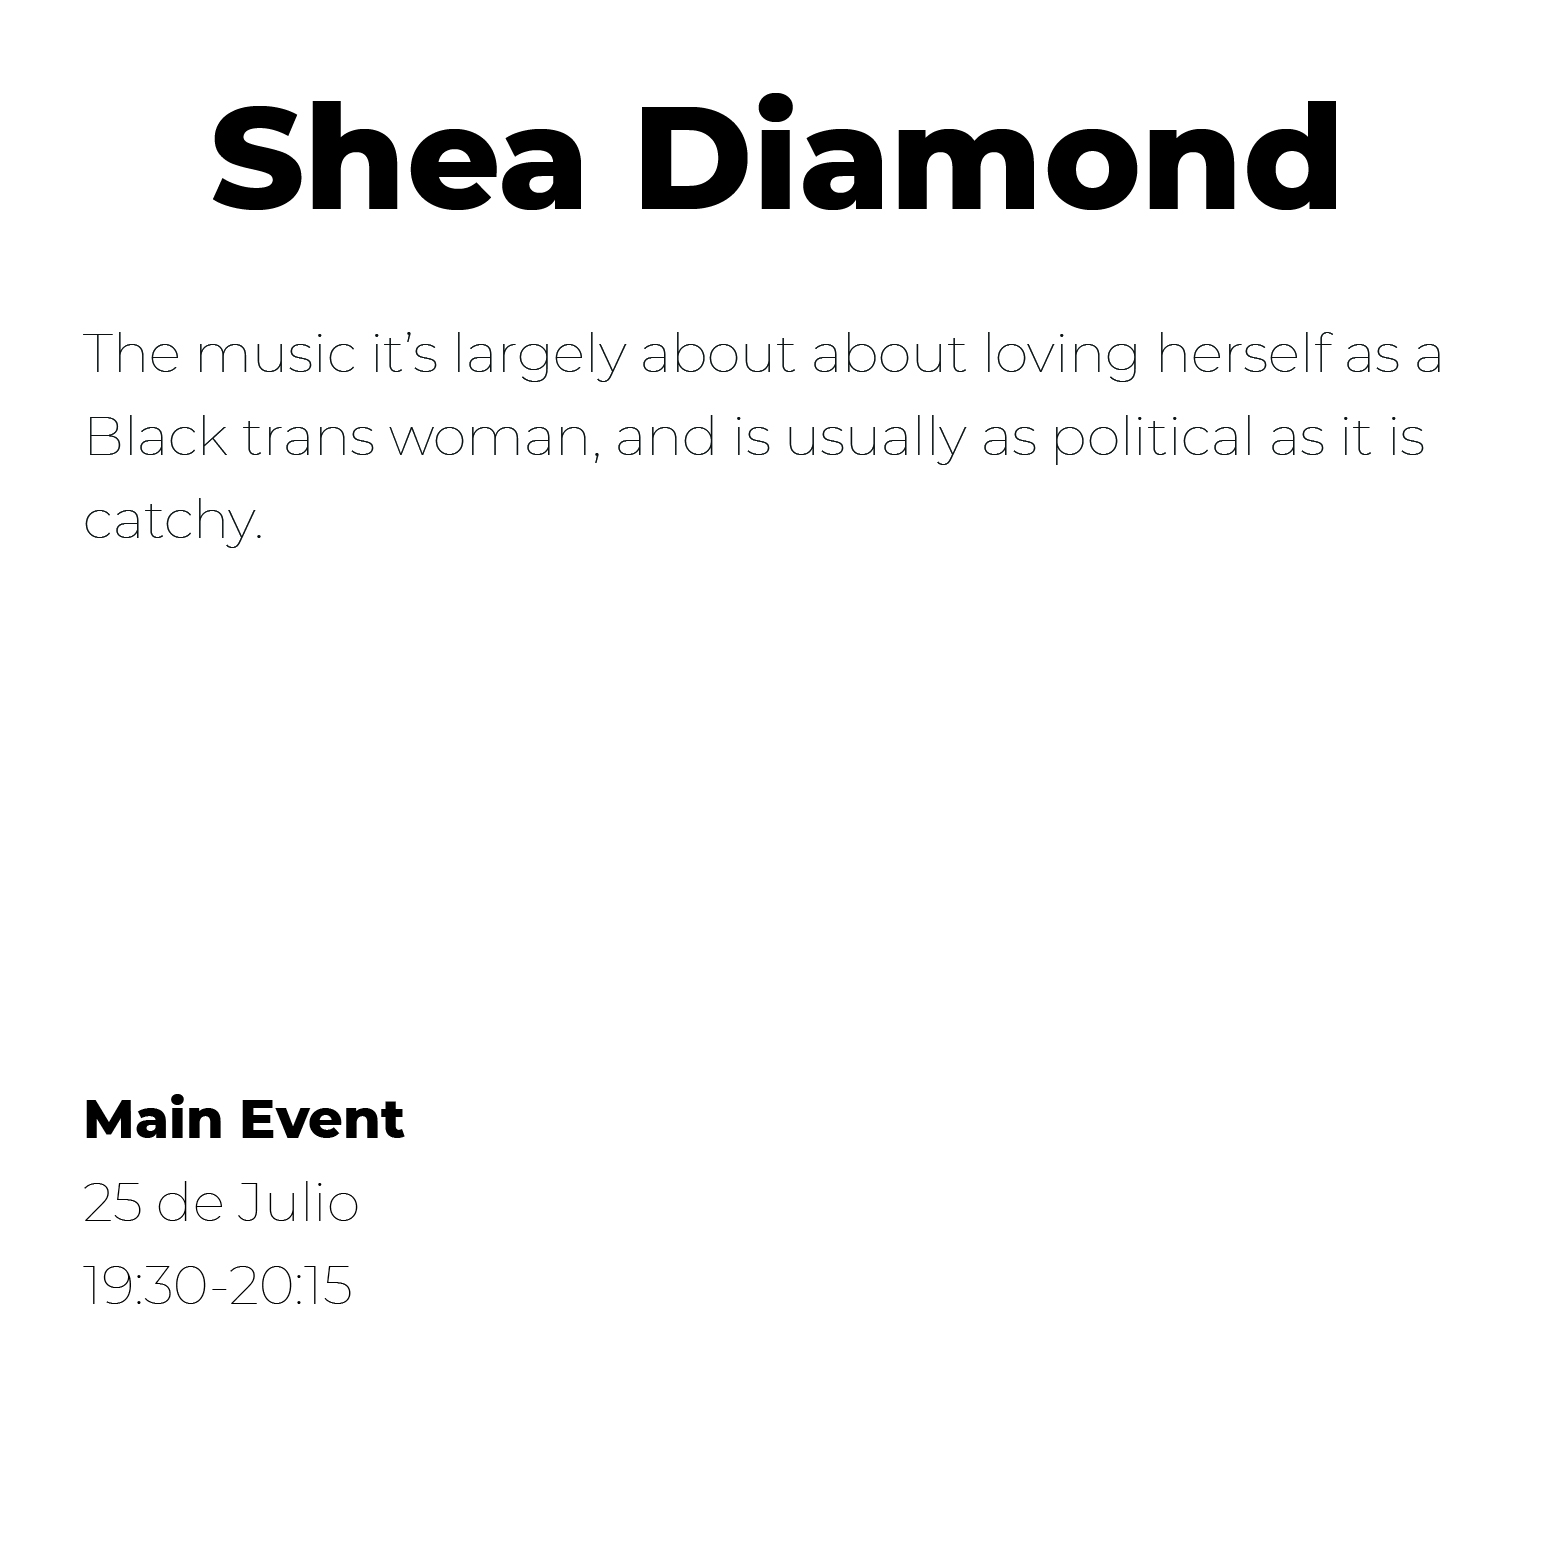 Shea Diamond
The music it’s largely about about loving herself as a
Black trans woman, and is usually as political as it is
catchy.
Main Event
25 de Julio
19:30-20:15